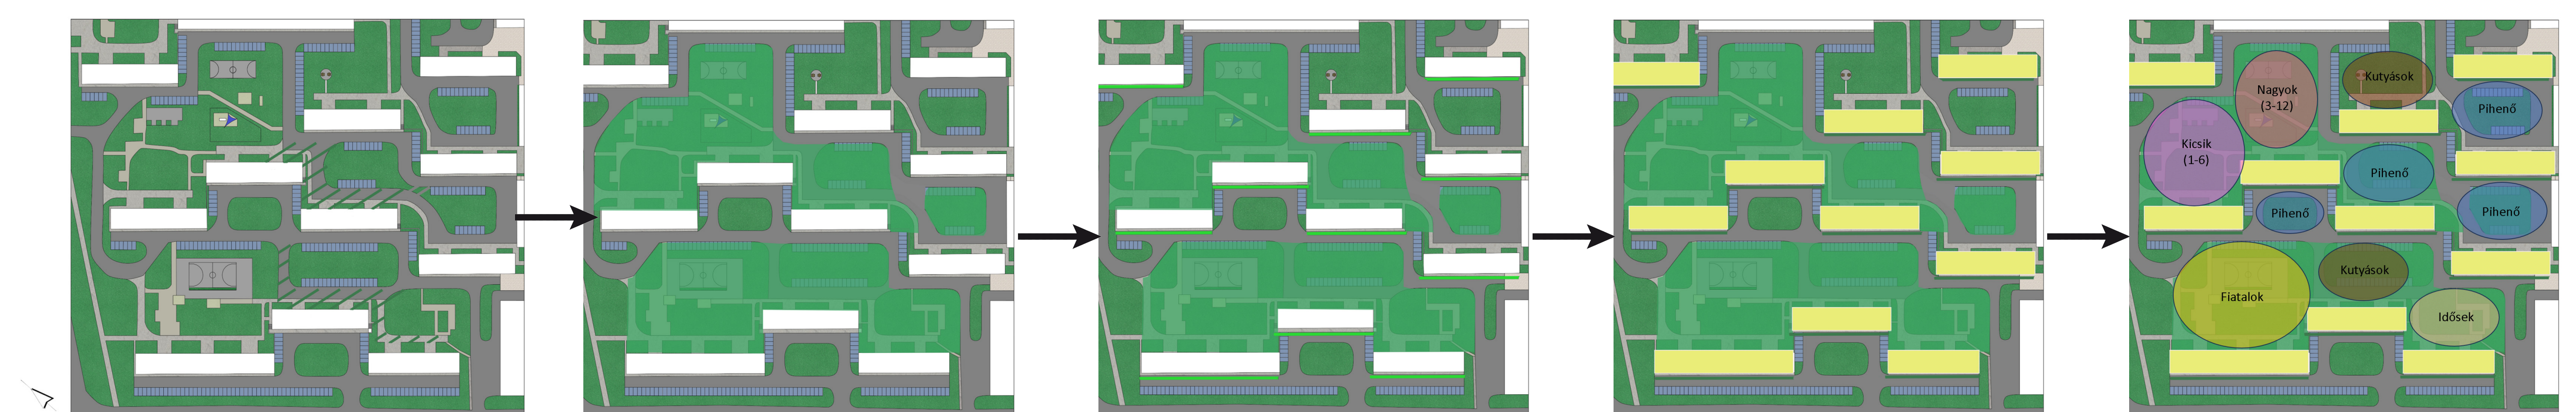 Kutyások
Nagyok
(3-12)
Pihenő
Kicsik
(1-6)
Pihenő
Pihenő
Pihenő
Kutyások
Fiatalok
Idősek